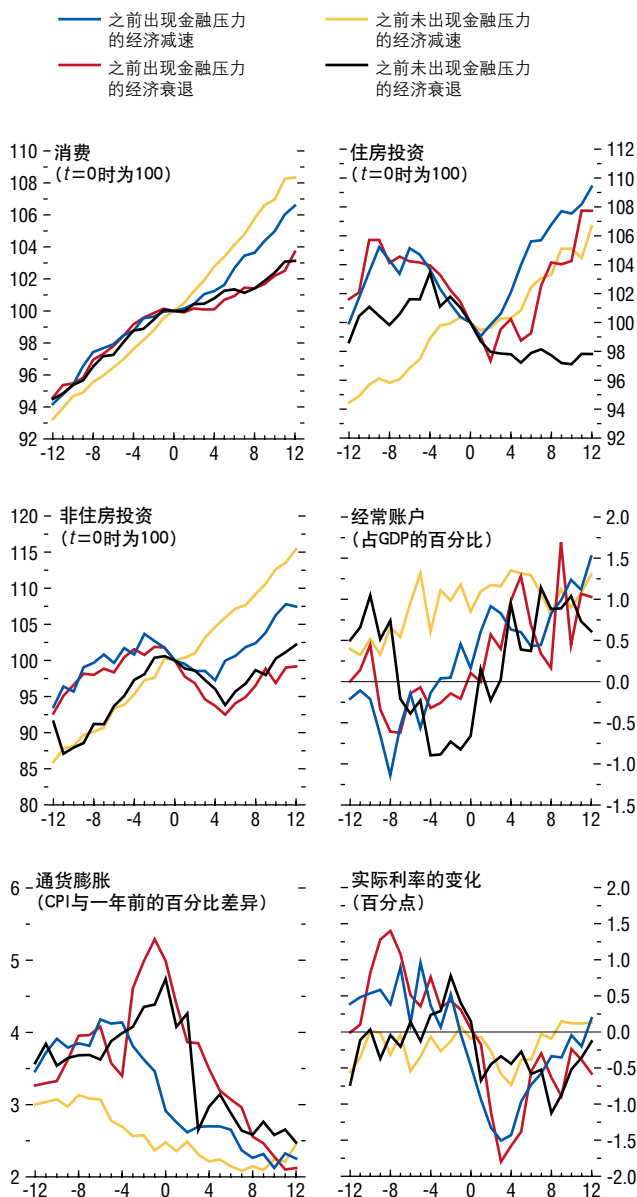 之前出现金融压力
的经济减速
之前未出现金融压力
的经济减速
之前出现金融压力
的经济衰退
之前未出现金融压力
的经济衰退
消费
(t=0时为100)
110
108
106
104
102
100
98
96
94
92
-12 -8 -4 0 4 8 12
住房投资
(t=0时为100)
112
110
108
106
104
102
100
98
96
94
92
-12 -8 -4 0 4 8 12
非住房投资
(t=0时为100)
120
115
110
105
100
95
90
85
80
-12 -8 -4 0 4 8 12
经常账户
(占GDP的百分比)
2.0
1.5
1.0
0.5
0.0
-0.5
-1.0
-1.5
-12 -8 -4 0 4 8 12
通货膨胀
(CPI与一年前的百分比差异)
6
5
4
3
2
-12 -8 -4 0 4 8 12
实际利率的变化
(百分点)
2.0
1.5
1.0
0.5
0.0
-0.5
-1.0
-1.5
-2.0
-12 -8 -4 0 4 8 12